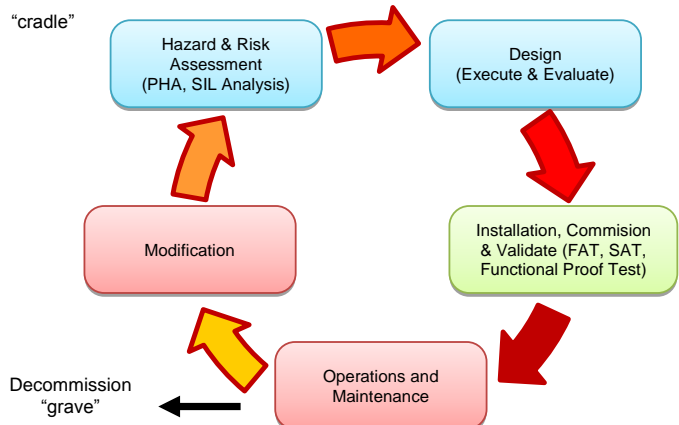 “cradle”
Hazard & Risk
Assessment
(PHA, SIL Analysis)
Design
(Execute & Evaluate)
Installation, Commision
& Validate (FAT, SAT,
Functional Proof Test)
Modification
Operations and
Maintenance
Decommission
“grave”